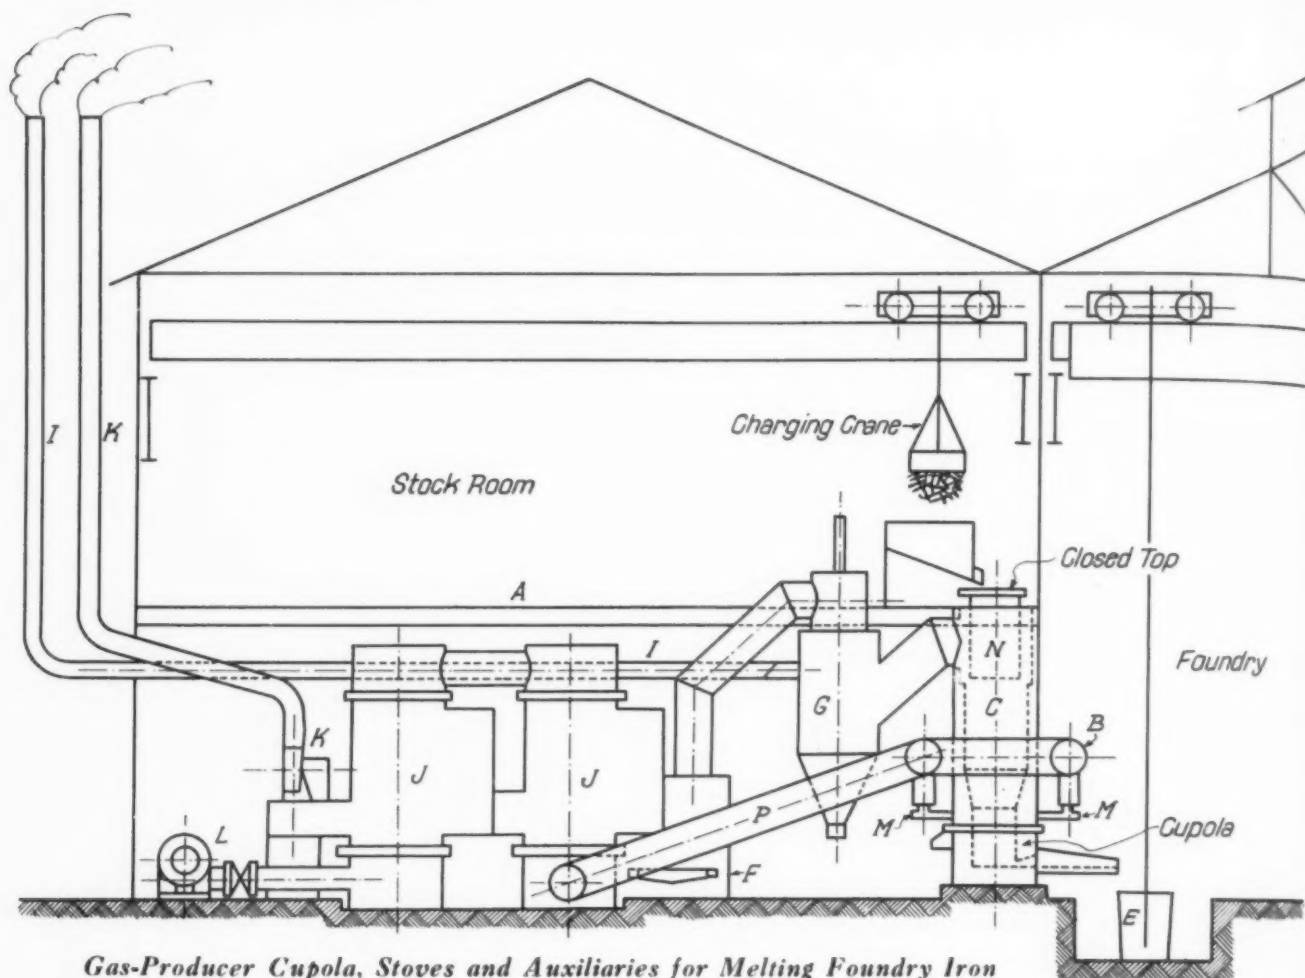 I
K
Charging Crane
Stock Room
Closed Top
A
I
N
Foundry
G
C
B
K
J
J
P
M
M
Cupola
L
F
E
Gas-Producer Cupola, Stoves and Auxiliaries for Melting Foundry Iron